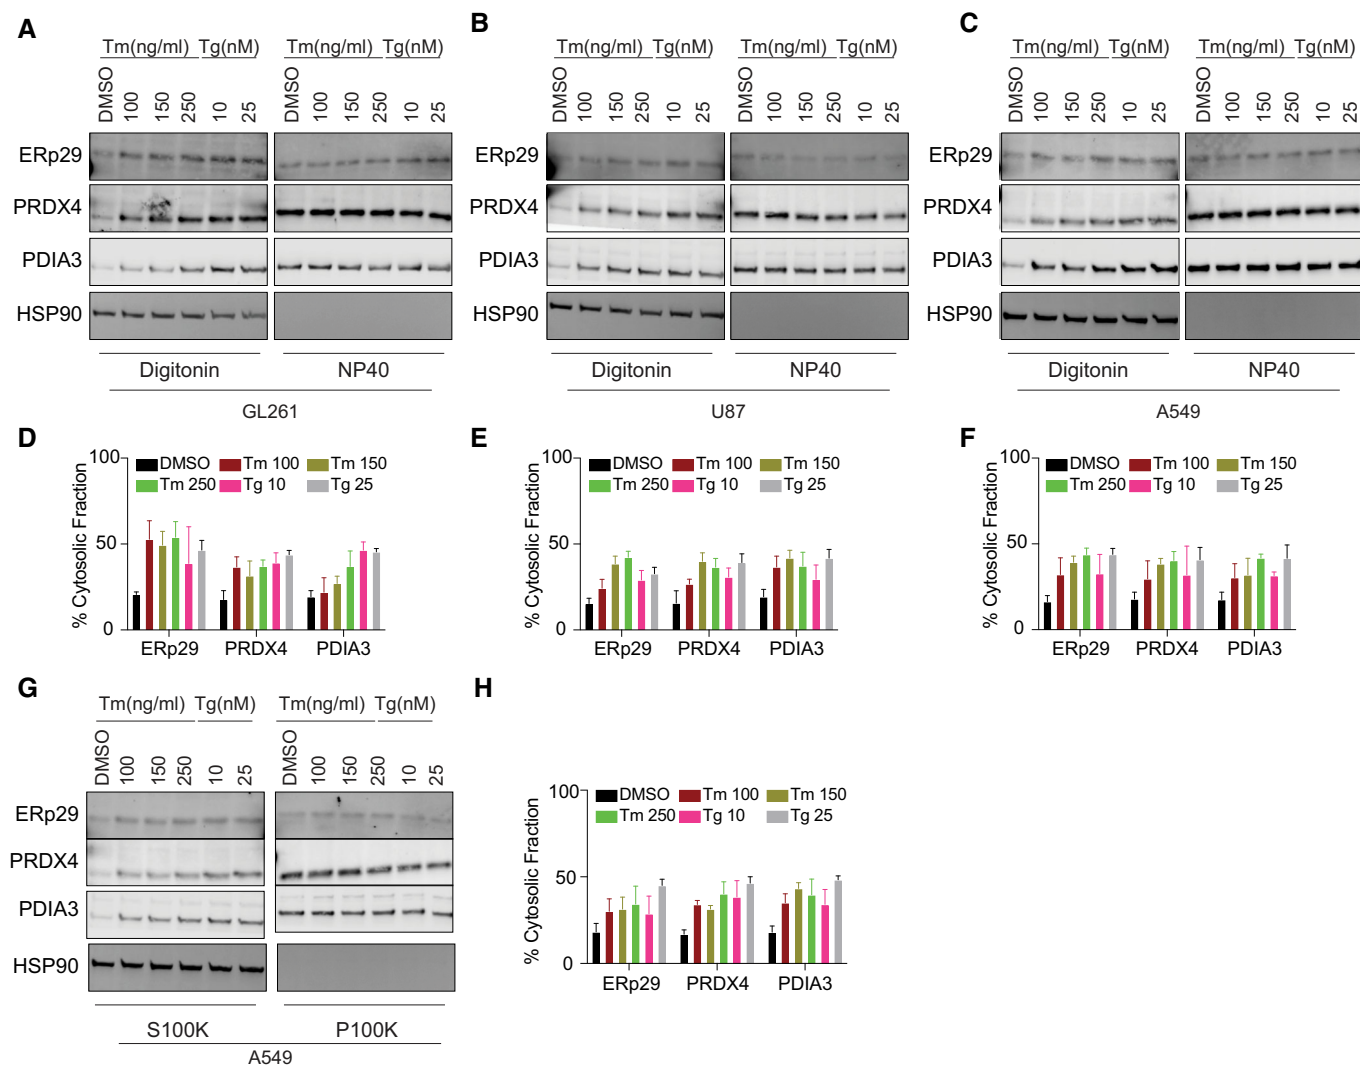 A
Tm(ng/ml) Tg(nM) Tm(ng/ml) Tg(nM)
DMSO 100 150 250 10 25 DMSO 100 150 250 10 25
ERp29
PRDX4
PDIA3
HSP90
Digitonin NP40
GL261
B
Tm(ng/ml) Tg(nM) Tm(ng/ml) Tg(nM)
DMSO 100 150 250 10 25 DMSO 100 150 250 10 25
ERp29
PRDX4
PDIA3
HSP90
Digitonin NP40
U87
C
Tm(ng/ml) Tg(nM) Tm(ng/ml) Tg(nM)
DMSO 100 150 250 10 25 DMSO 100 150 250 10 25
ERp29
PRDX4
PDIA3
HSP90
Digitonin NP40
A549
D
% Cytosolic Fraction
100
50
0
DMSO Tm 100 Tm 150
Tm 250 Tg 10 Tg 25
ERp29 PRDX4 PDIA3
E
% Cytosolic Fraction
100
50
0
DMSO Tm 100 Tm 150
Tm 250 Tg 10 Tg 25
ERp29 PRDX4 PDIA3
F
% Cytosolic Fraction
100
50
0
DMSO Tm 100 Tm 150
Tm 250 Tg 10 Tg 25
ERp29 PRDX4 PDIA3
G
Tm(ng/ml) Tg(nM) Tm(ng/ml) Tg(nM)
DMSO 100 150 250 10 25 DMSO 100 150 250 10 25
ERp29
PRDX4
PDIA3
HSP90
S100K P100K
A549
H
% Cytosolic Fraction
100
50
0
DMSO Tm 100 Tm 150
Tm 250 Tg 10 Tg 25
ERp29 PRDX4 PDIA3